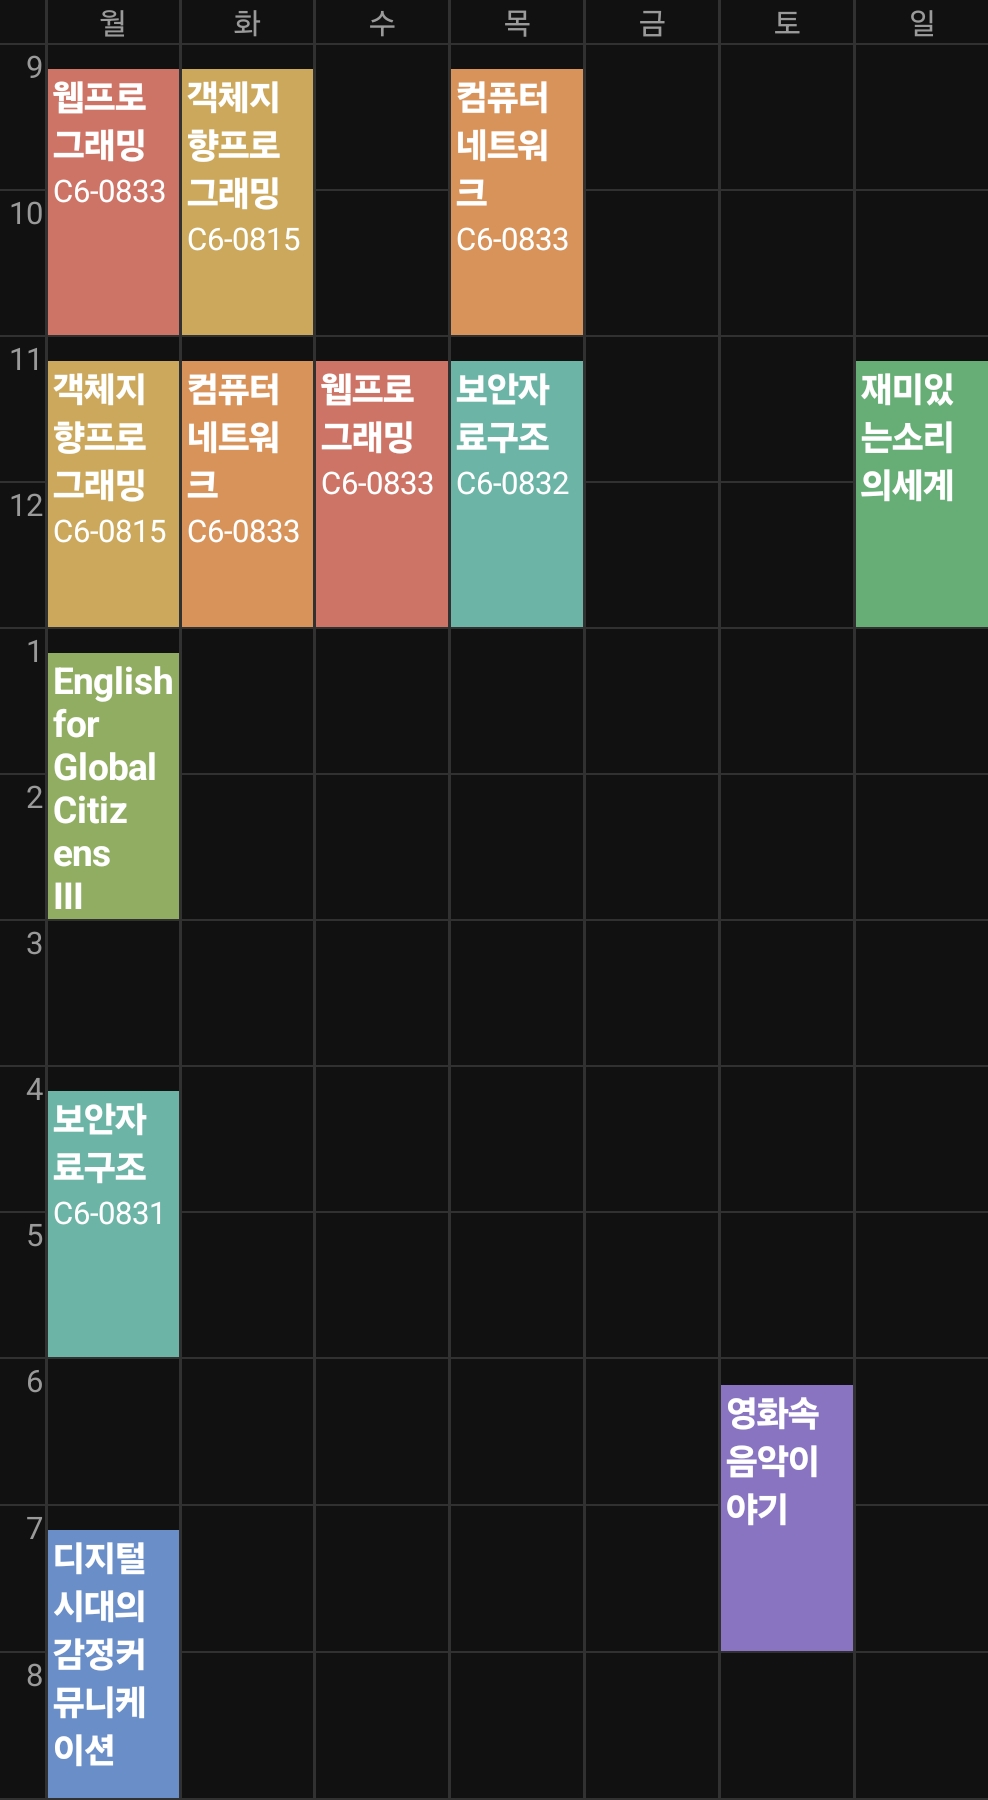 월 화 수 목 금 토 일
9
웹프로
그래밍
C6-0833
객체지
향프로
그래밍
C6-0815
컴퓨터
네트워
크
C6-0833
10
11
객체지
향프로
그래밍
C6-0815
컴퓨터
네트워
크
C6-0833
웹프로
그래밍
C6-0833
보안자
료구조
C6-0832
재미있
는소리
의세계
12
1
English
for
Global
Citiz
ens
III
2
3
4
보안자
료구조
C6-0831
5
6
영화속
음악이
야기
7
디지털
시대의
감정커
뮤니케
이션
8